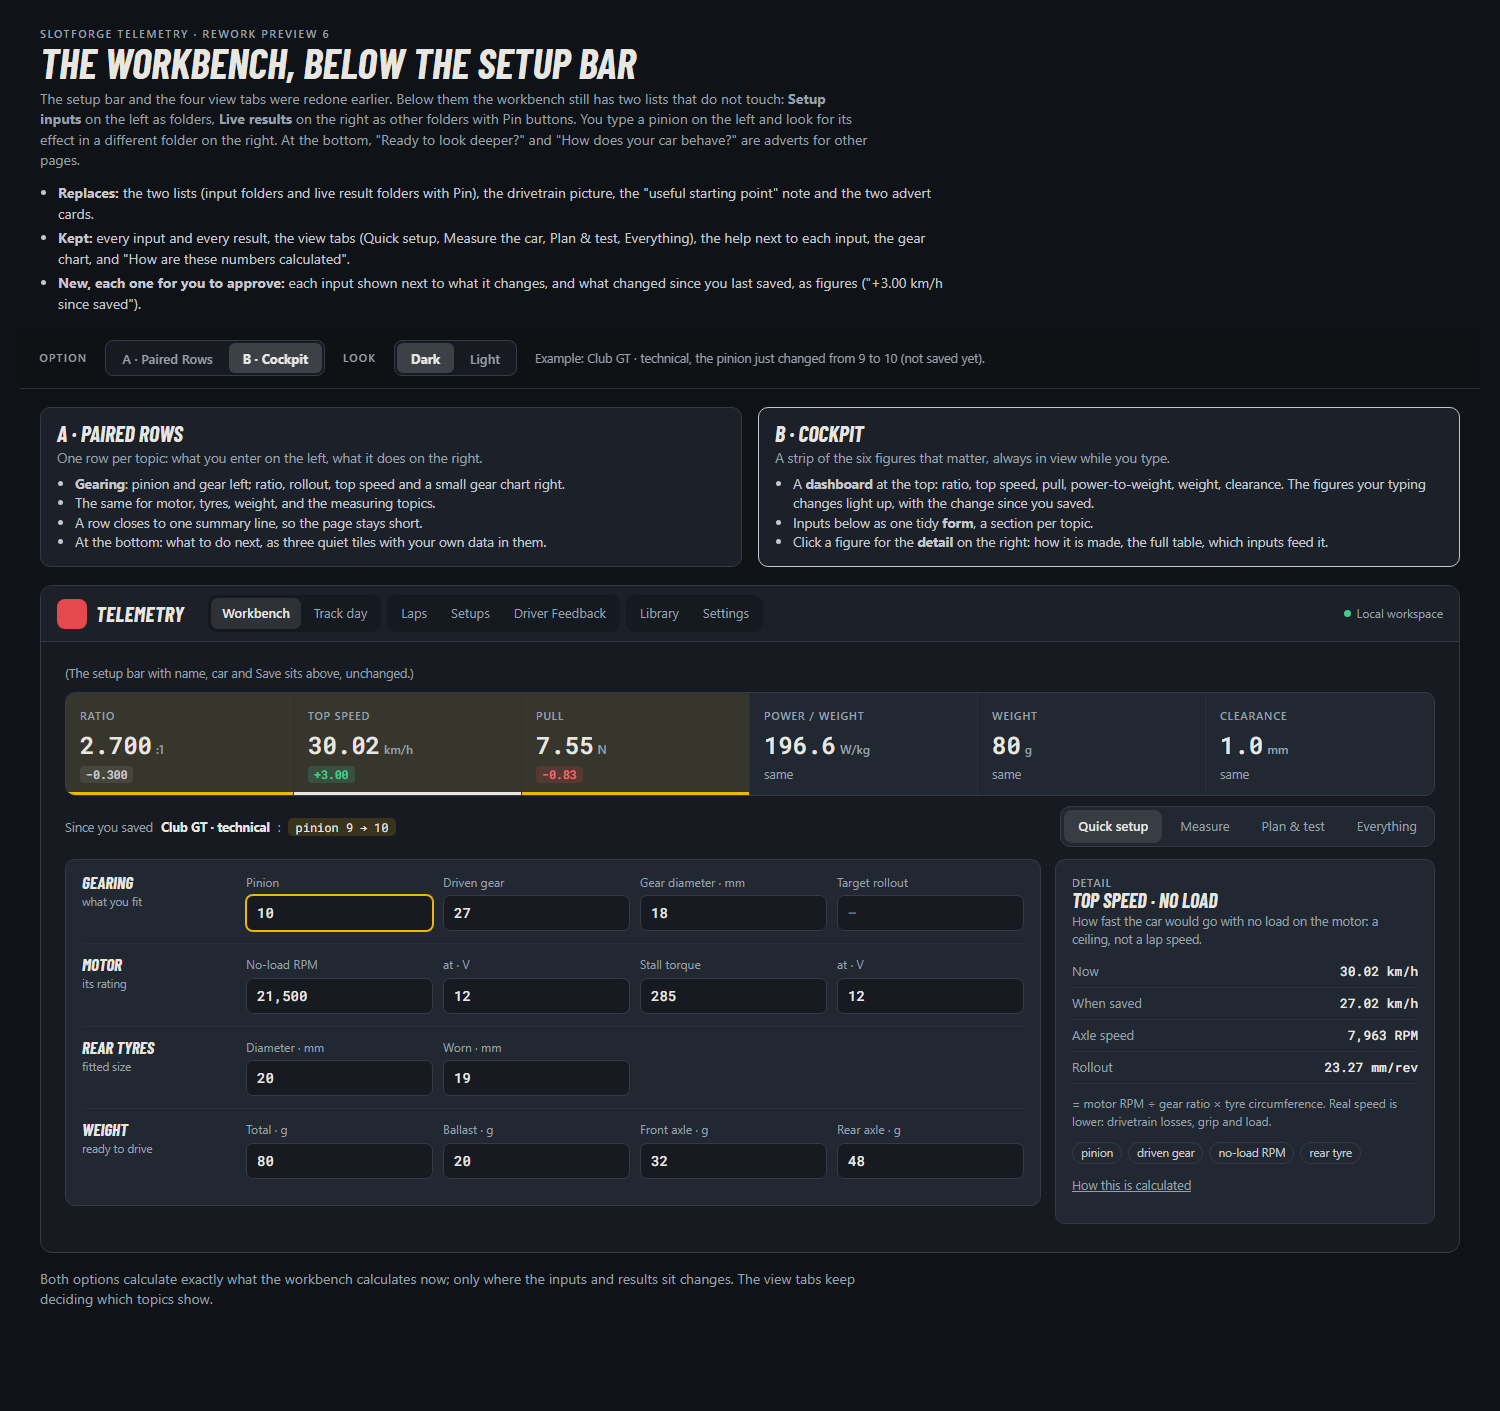 SLOTFORGE TELEMETRY · REWORK PREVIEW 6
THE WORKBENCH, BELOW THE SETUP BAR
The setup bar and the four view tabs were redone earlier. Below them the workbench still has two lists that do not touch: Setup
inputs on the left as folders, Live results on the right as other folders with Pin buttons. You type a pinion on the left and look for its
effect in a different folder on the right. At the bottom, "Ready to look deeper?" and "How does your car behave?" are adverts for other
pages.
• Replaces: the two lists (input folders and live result folders with Pin), the drivetrain picture, the "useful starting point" note and the two advert
cards.
• Kept: every input and every result, the view tabs (Quick setup, Measure the car, Plan & test, Everything), the help next to each input, the gear
chart, and "How are these numbers calculated".
• New, each one for you to approve: each input shown next to what it changes, and what changed since you last saved, as figures ("+3.00 km/h
since saved").
OPTION A · Paired Rows B · Cockpit LOOK Dark Light Example: Club GT · technical, the pinion just changed from 9 to 10 (not saved yet).
A · PAIRED ROWS
One row per topic: what you enter on the left, what it does on the right.
• Gearing: pinion and gear left; ratio, rollout, top speed and a small gear chart right.
• The same for motor, tyres, weight, and the measuring topics.
• A row closes to one summary line, so the page stays short.
• At the bottom: what to do next, as three quiet tiles with your own data in them.
B · COCKPIT
A strip of the six figures that matter, always in view while you type.
• A dashboard at the top: ratio, top speed, pull, power-to-weight, weight, clearance. The figures your typing
changes light up, with the change since you saved.
• Inputs below as one tidy form, a section per topic.
• Click a figure for the detail on the right: how it is made, the full table, which inputs feed it.
TELEMETRY Workbench Track day Laps Setups Driver Feedback Library Settings Local workspace
(The setup bar with name, car and Save sits above, unchanged.)
RATIO TOP SPEED PULL POWER / WEIGHT WEIGHT CLEARANCE
2.700 :1 30.02 km/h 7.55 N 196.6 W/kg 80 g 1.0 mm
-0.300 +3.00 -0.83 same same same
Since you saved Club GT · technical : pinion 9 → 10
Quick setup Measure Plan & test Everything
GEARING
what you fit
Pinion Driven gear Gear diameter · mm Target rollout
10 27 18 —
MOTOR
its rating
No-load RPM at · V Stall torque at · V
21,500 12 285 12
REAR TYRES
fitted size
Diameter · mm Worn · mm
20 19
WEIGHT
ready to drive
Total · g Ballast · g Front axle · g Rear axle · g
80 20 32 48
DETAIL
TOP SPEED · NO LOAD
How fast the car would go with no load on the motor: a
ceiling, not a lap speed.
Now 30.02 km/h
When saved 27.02 km/h
Axle speed 7,963 RPM
Rollout 23.27 mm/rev
= motor RPM ÷ gear ratio × tyre circumference. Real speed is
lower: drivetrain losses, grip and load.
pinion driven gear no-load RPM rear tyre
How this is calculated
Both options calculate exactly what the workbench calculates now; only where the inputs and results sit changes. The view tabs keep
deciding which topics show.